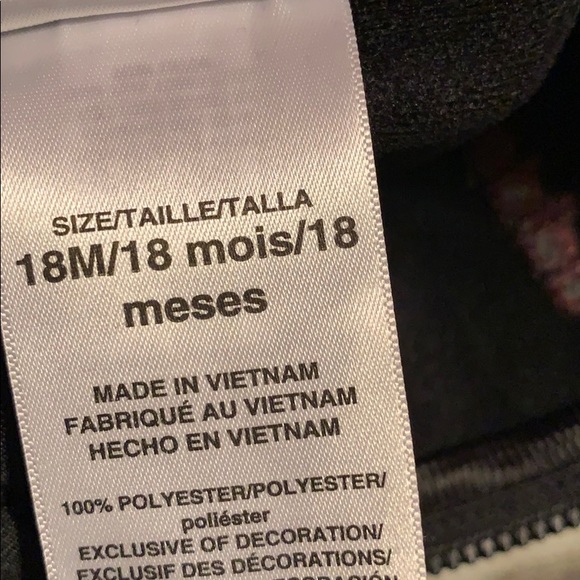 SIZE/TAILLE/TALLA
18M/18 mois/18
meses
MADE IN VIETNAM
FABRIQUÉ AU VIETNAM
HECHO EN VIETNAM
100% POLYESTER/POLYESTER/
poliéster
EXCLUSIVE OF DECORATION/
EXCLUSIF DES DÉCORATIONS/